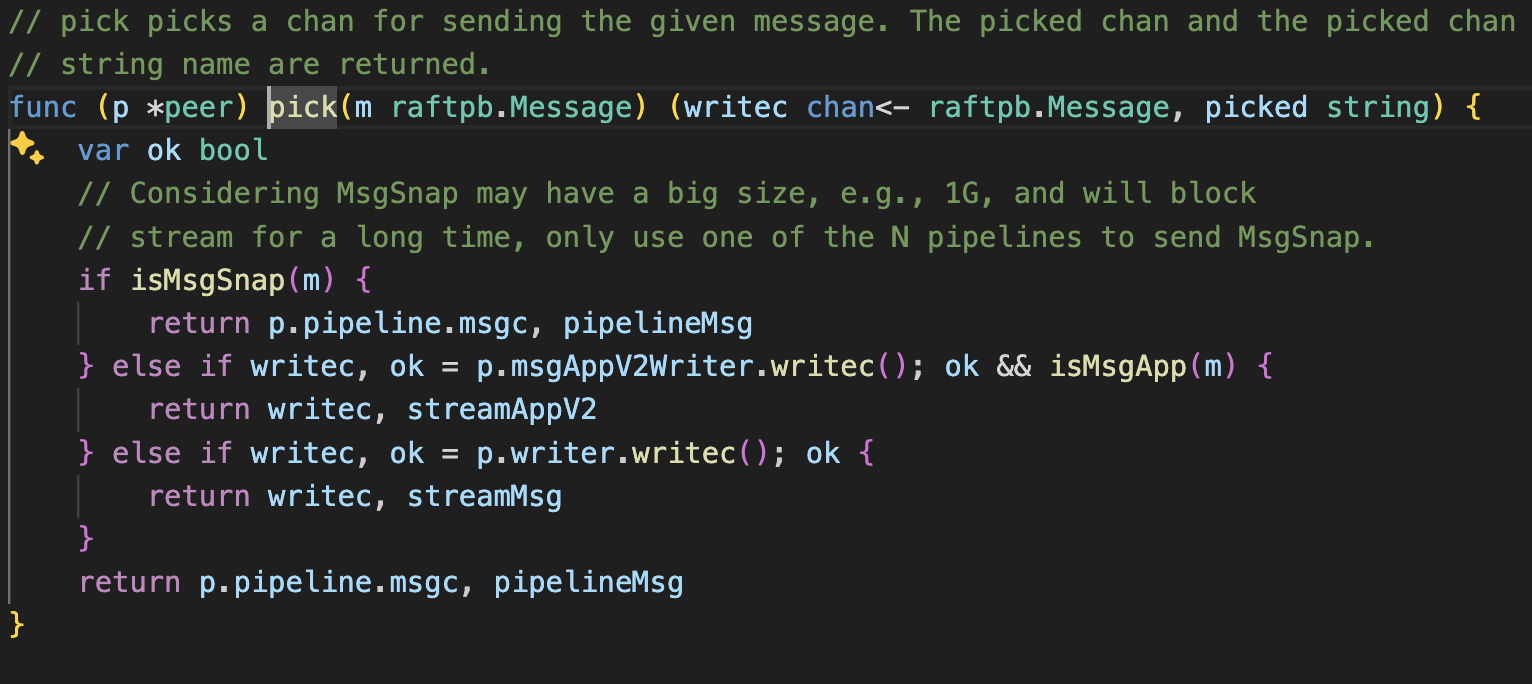 // pick picks a chan for sending the given message. The picked chan and the picked chan
// string name are returned.
func (p *peer) pick(m raftpb.Message) (writec chan<- raftpb.Message, picked string) {
    var ok bool
    // Considering MsgSnap may have a big size, e.g., 1G, and will block
    // stream for a long time, only use one of the N pipelines to send MsgSnap.
    if isMsgSnap(m) {
        return p.pipeline.msgc, pipelineMsg
    } else if writec, ok = p.msgAppV2Writer.writec(); ok && isMsgApp(m) {
        return writec, streamAppV2
    } else if writec, ok = p.writer.writec(); ok {
        return writec, streamMsg
    }
    return p.pipeline.msgc, pipelineMsg
}